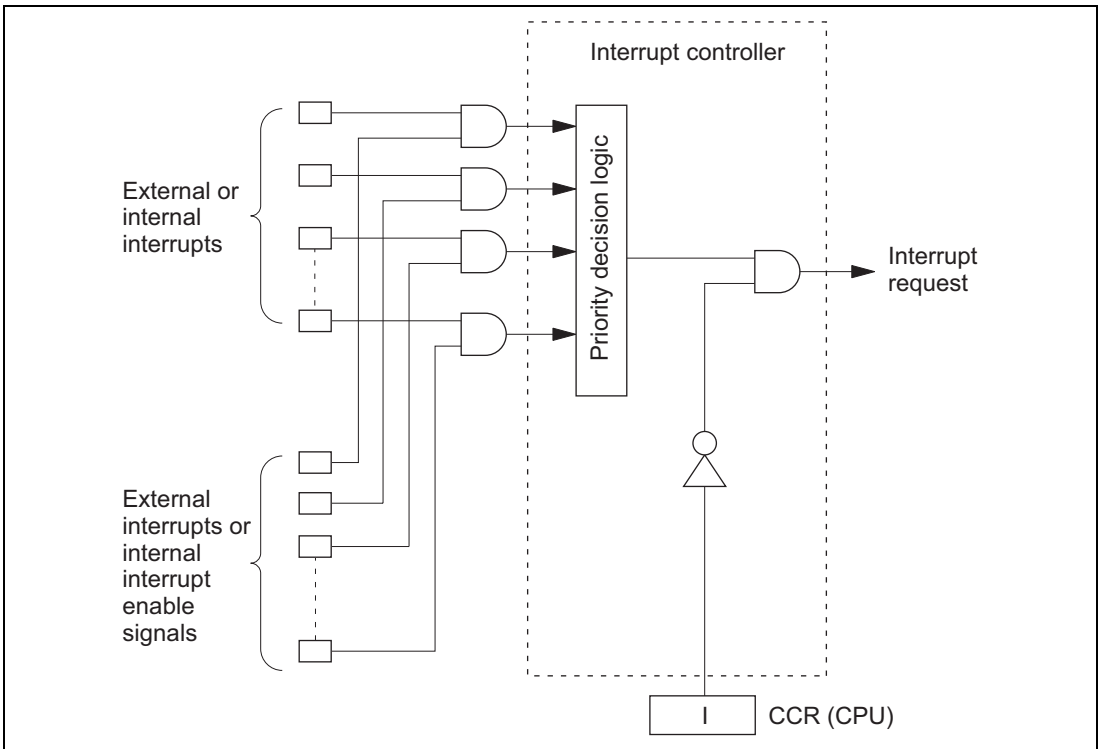 Interrupt controller
External or
internal
interrupts
Priority decision logic
Interrupt
request
External
interrupts or
internal
interrupt
enable
signals
I
CCR (CPU)